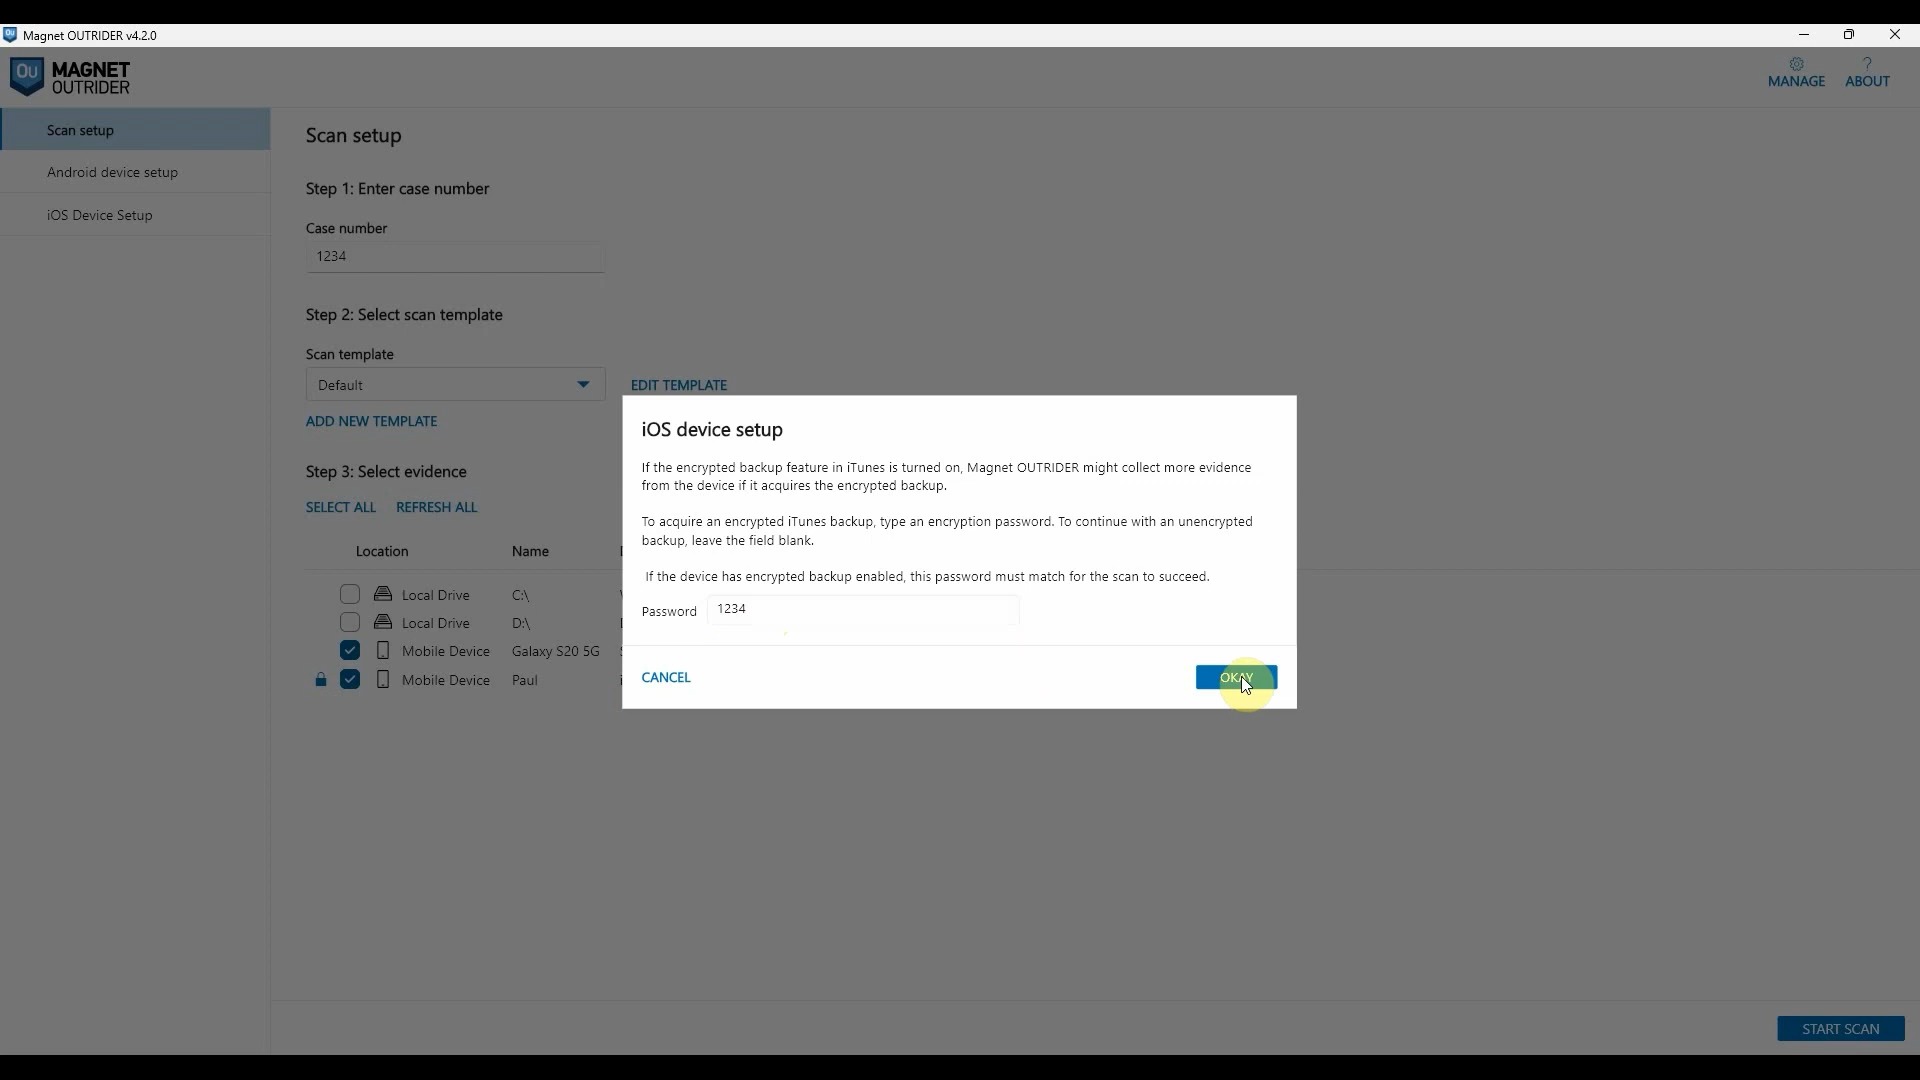 Magnet OUTRIDER v4.2.0
OU MAGNET OUTRIDER
MANAGE
ABOUT
Scan setup
Android device setup
iOS Device Setup
Scan setup
Step 1: Enter case number
Case number
1234
Step 2: Select scan template
Scan template
Default
EDIT TEMPLATE
ADD NEW TEMPLATE
Step 3: Select evidence
SELECT ALL REFRESH ALL
Location Name
Local Drive C:\
Local Drive D:\
Mobile Device Galaxy S20 5G
Mobile Device Paul
iOS device setup
If the encrypted backup feature in iTunes is turned on, Magnet OUTRIDER might collect more evidence
from the device if it acquires the encrypted backup.
To acquire an encrypted iTunes backup, type an encryption password. To continue with an unencrypted
backup, leave the field blank.
If the device has encrypted backup enabled, this password must match for the scan to succeed.
Password 1234
CANCEL
OKAY
START SCAN